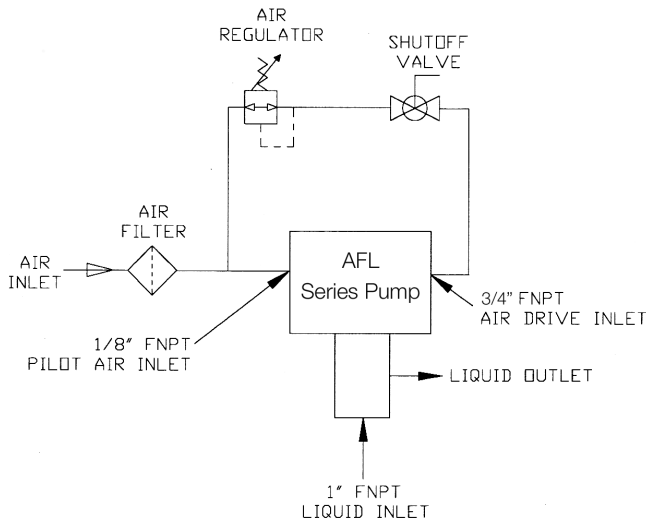 AIR
REGULATOR
SHUTOFF
VALVE
AIR
FILTER
AIR
INLET
AFL
Series Pump
3/4" FNPT
AIR DRIVE INLET
1/8" FNPT
PILOT AIR INLET
LIQUID OUTLET
1" FNPT
LIQUID INLET